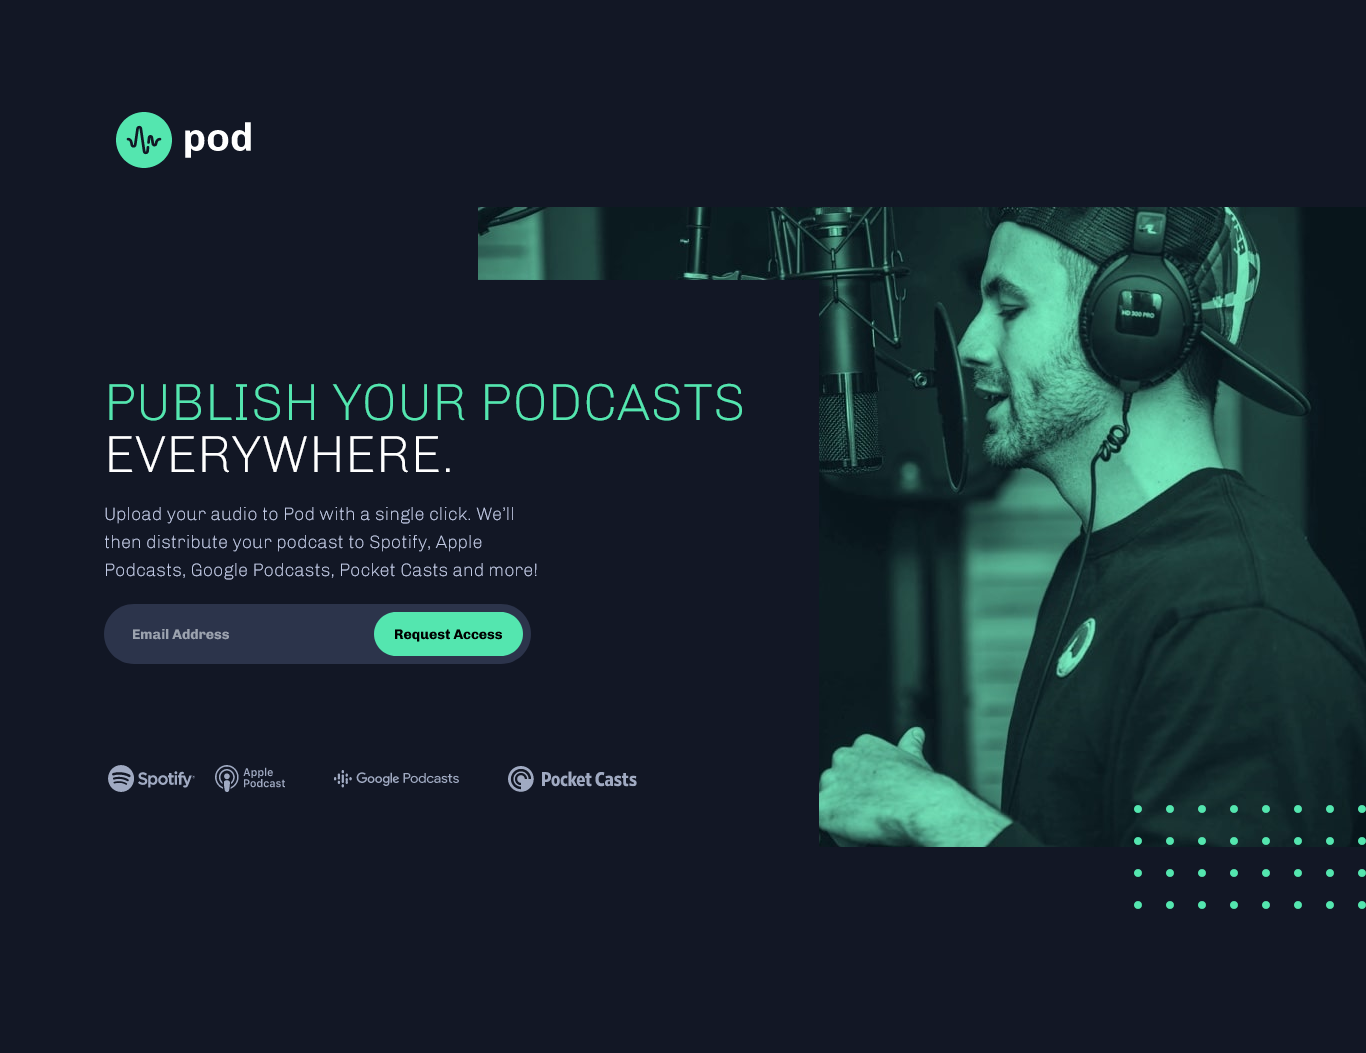 pod
HD 300 PRO
PUBLISH YOUR PODCASTS
EVERYWHERE.
Upload your audio to Pod with a single click. We'll
then distribute your podcast to Spotify, Apple
Podcasts, Google Podcasts, Pocket Casts and more!
Email Address
Request Access
Spotify
Apple
Podcast
Google Podcasts
Pocket Casts